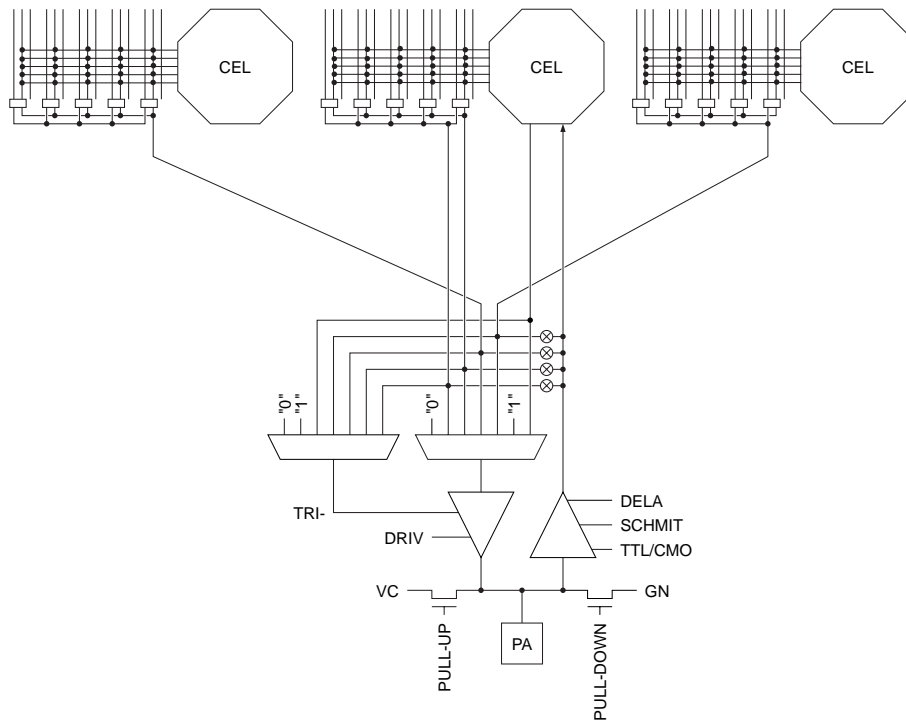 CEL
CEL
CEL
"0"
"1"
"0"
"1"
TRI-
DRIV
DELA
SCHMIT
TTL/CMO
VC
GN
PULL-UP
PA
PULL-DOWN